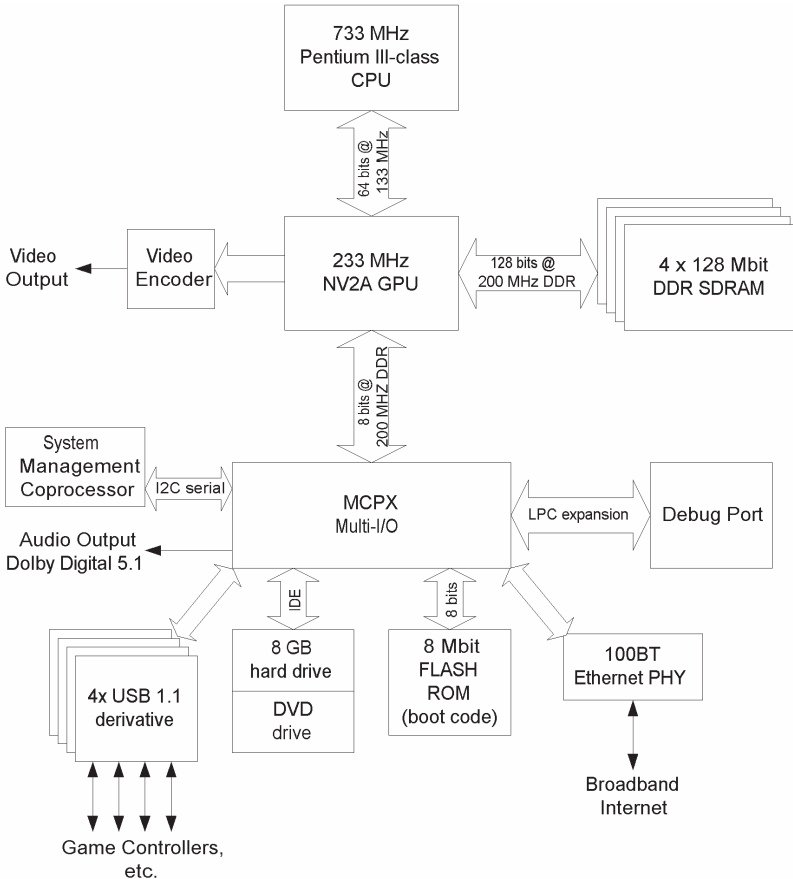 733 MHz
Pentium III-class
CPU
64 bits @
133 MHz
Video
Output
Video
Encoder
233 MHz
NV2A GPU
128 bits @
200 MHz DDR
4 x 128 Mbit
DDR SDRAM
8 bits @
200 MHZ DDR
System
Management
Coprocessor
I2C serial
MCPX
Multi-I/O
LPC expansion
Debug Port
Audio Output
Dolby Digital 5.1
IDE
8 bits
4x USB 1.1
derivative
8 GB
hard drive
DVD
drive
8 Mbit
FLASH
ROM
(boot code)
100BT
Ethernet PHY
Broadband
Internet
Game Controllers,
etc.